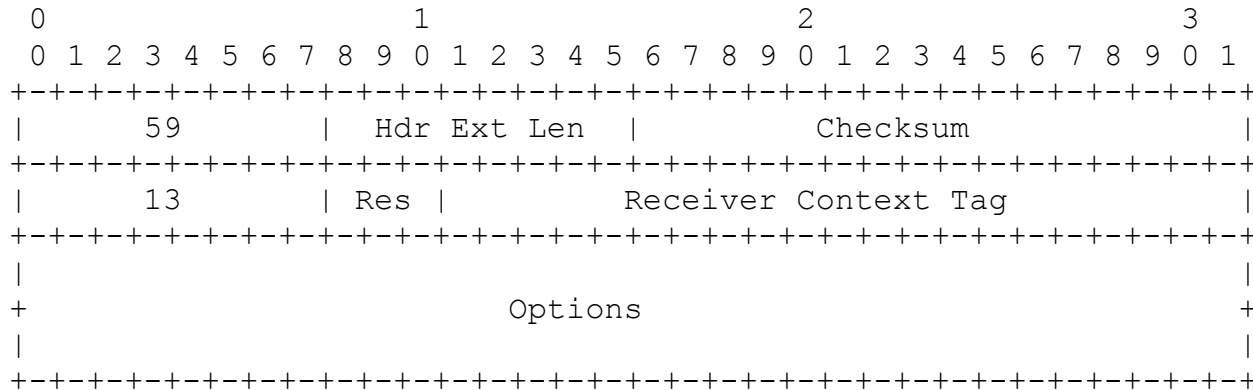 0                   1                   2                   3
 0 1 2 3 4 5 6 7 8 9 0 1 2 3 4 5 6 7 8 9 0 1 2 3 4 5 6 7 8 9 0 1
+-+-+-+-+-+-+-+-+-+-+-+-+-+-+-+-+-+-+-+-+-+-+-+-+-+-+-+-+-+-+-+-+
|      59       |  Hdr Ext Len  |         Checksum              |
+-+-+-+-+-+-+-+-+-+-+-+-+-+-+-+-+-+-+-+-+-+-+-+-+-+-+-+-+-+-+-+-+
|      13       | Res |         Receiver Context Tag            |
+-+-+-+-+-+-+-+-+-+-+-+-+-+-+-+-+-+-+-+-+-+-+-+-+-+-+-+-+-+-+-+-+
|                                                               |
+                         Options                               +
|                                                               |
+-+-+-+-+-+-+-+-+-+-+-+-+-+-+-+-+-+-+-+-+-+-+-+-+-+-+-+-+-+-+-+-+